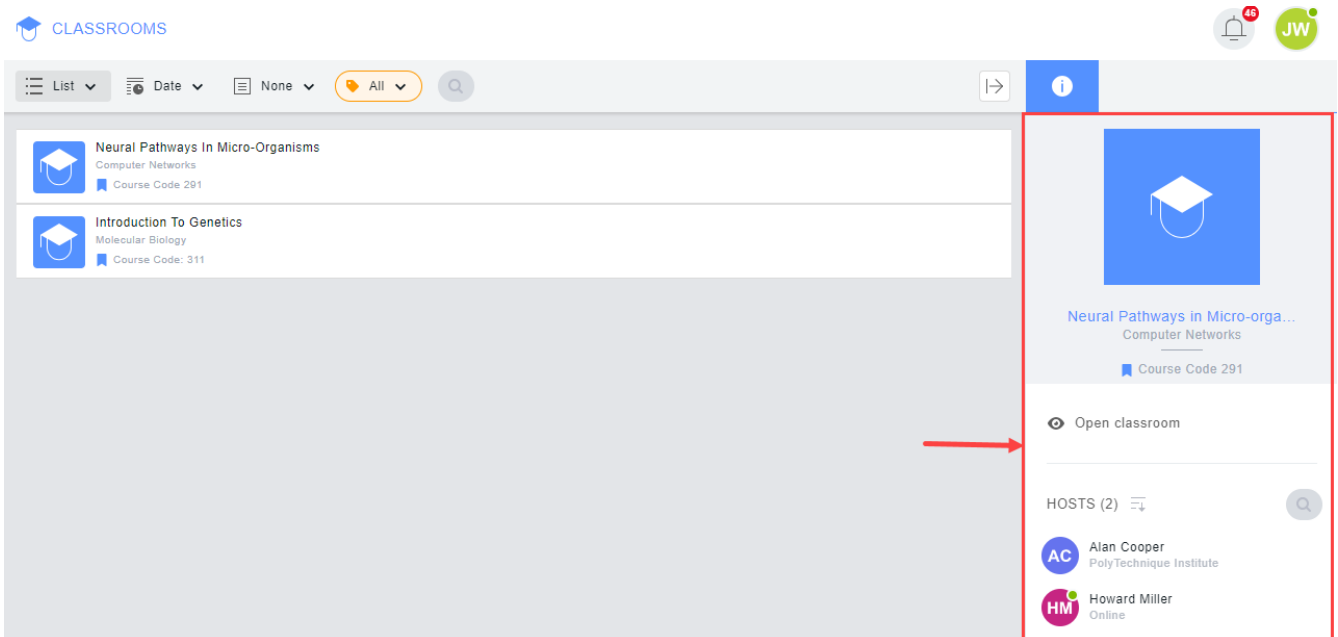 CLASSROOMS
46
JW
List
Date
None
All
i
Neural Pathways In Micro-Organisms
Computer Networks
Course Code 291
Introduction To Genetics
Molecular Biology
Course Code: 311
Neural Pathways in Micro-orga...
Computer Networks
Course Code 291
Open classroom
HOSTS (2)
AC
Alan Cooper
PolyTechnique Institute
HM
Howard Miller
Online